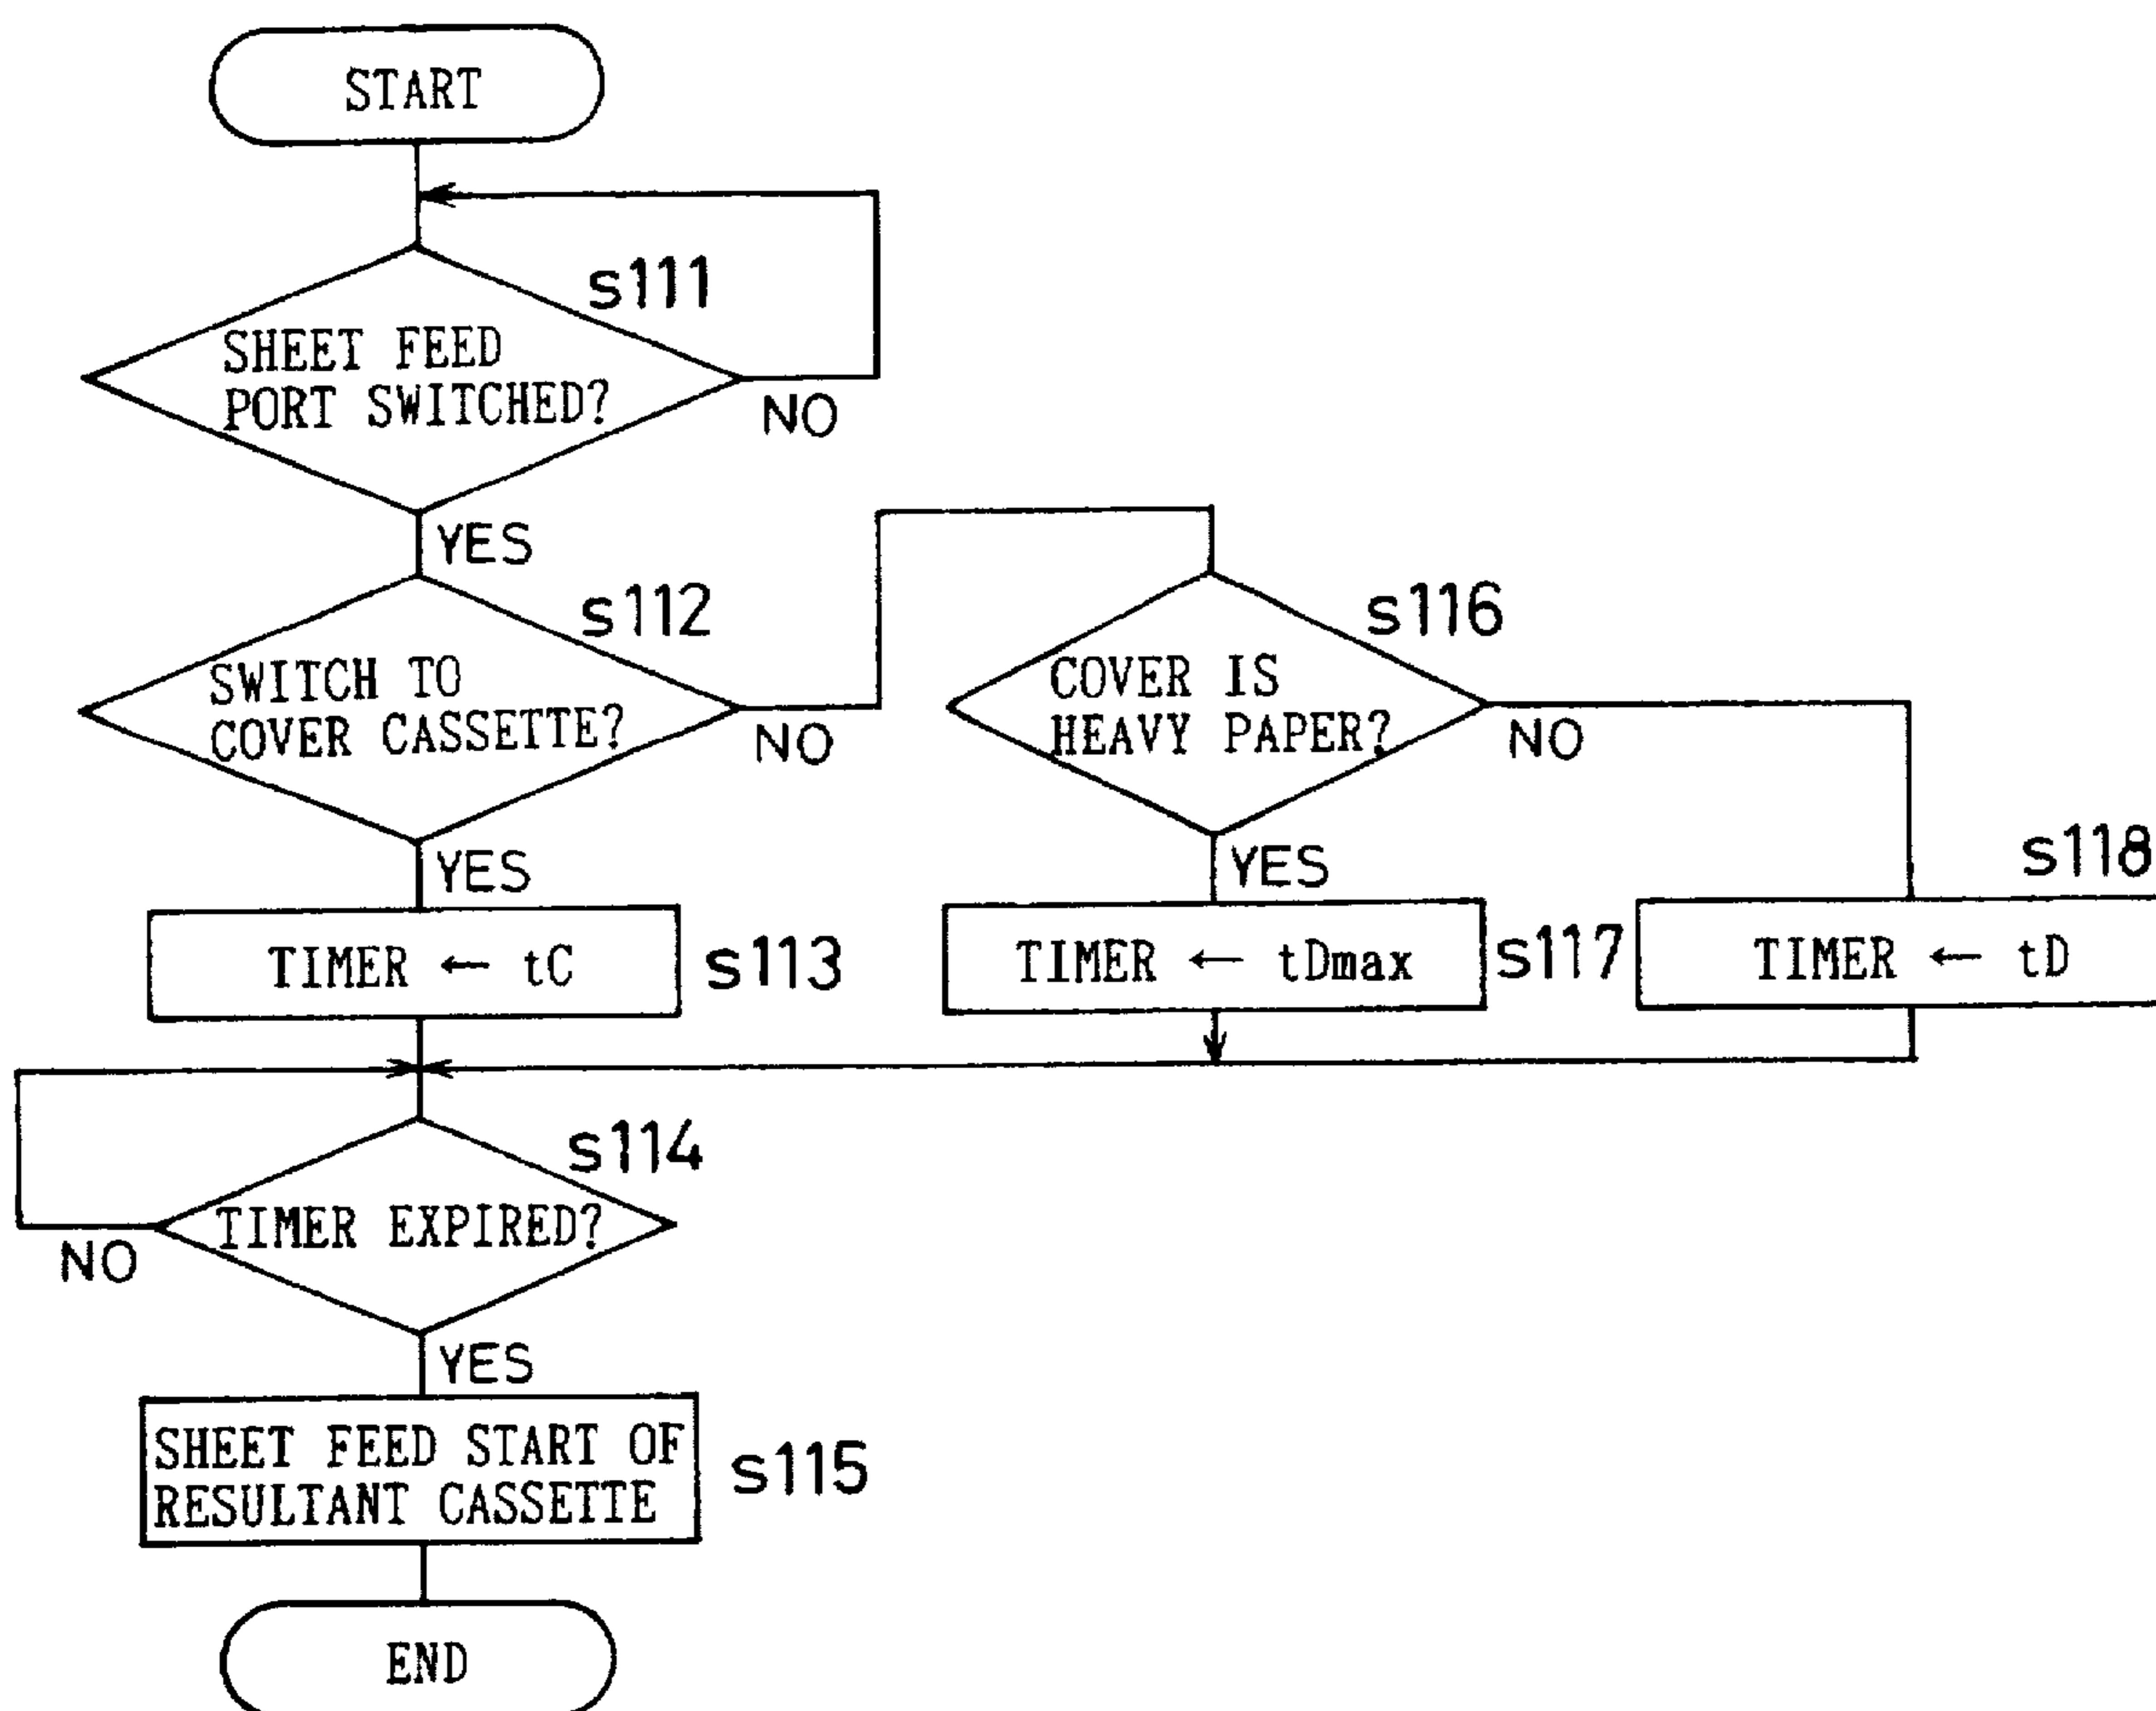 START
s111
SHEET FEED
PORT SWITCHED?
NO
YES
s112
SWITCH TO
COVER CASSETTE?
NO
s116
COVER IS
HEAVY PAPER?
NO
YES
YES
s118
TIMER ← tC
s113
TIMER ← tDmax
s117
TIMER ← tD
s114
TIMER EXPIRED?
NO
YES
SHEET FEED START OF
RESULTANT CASSETTE
s115
END